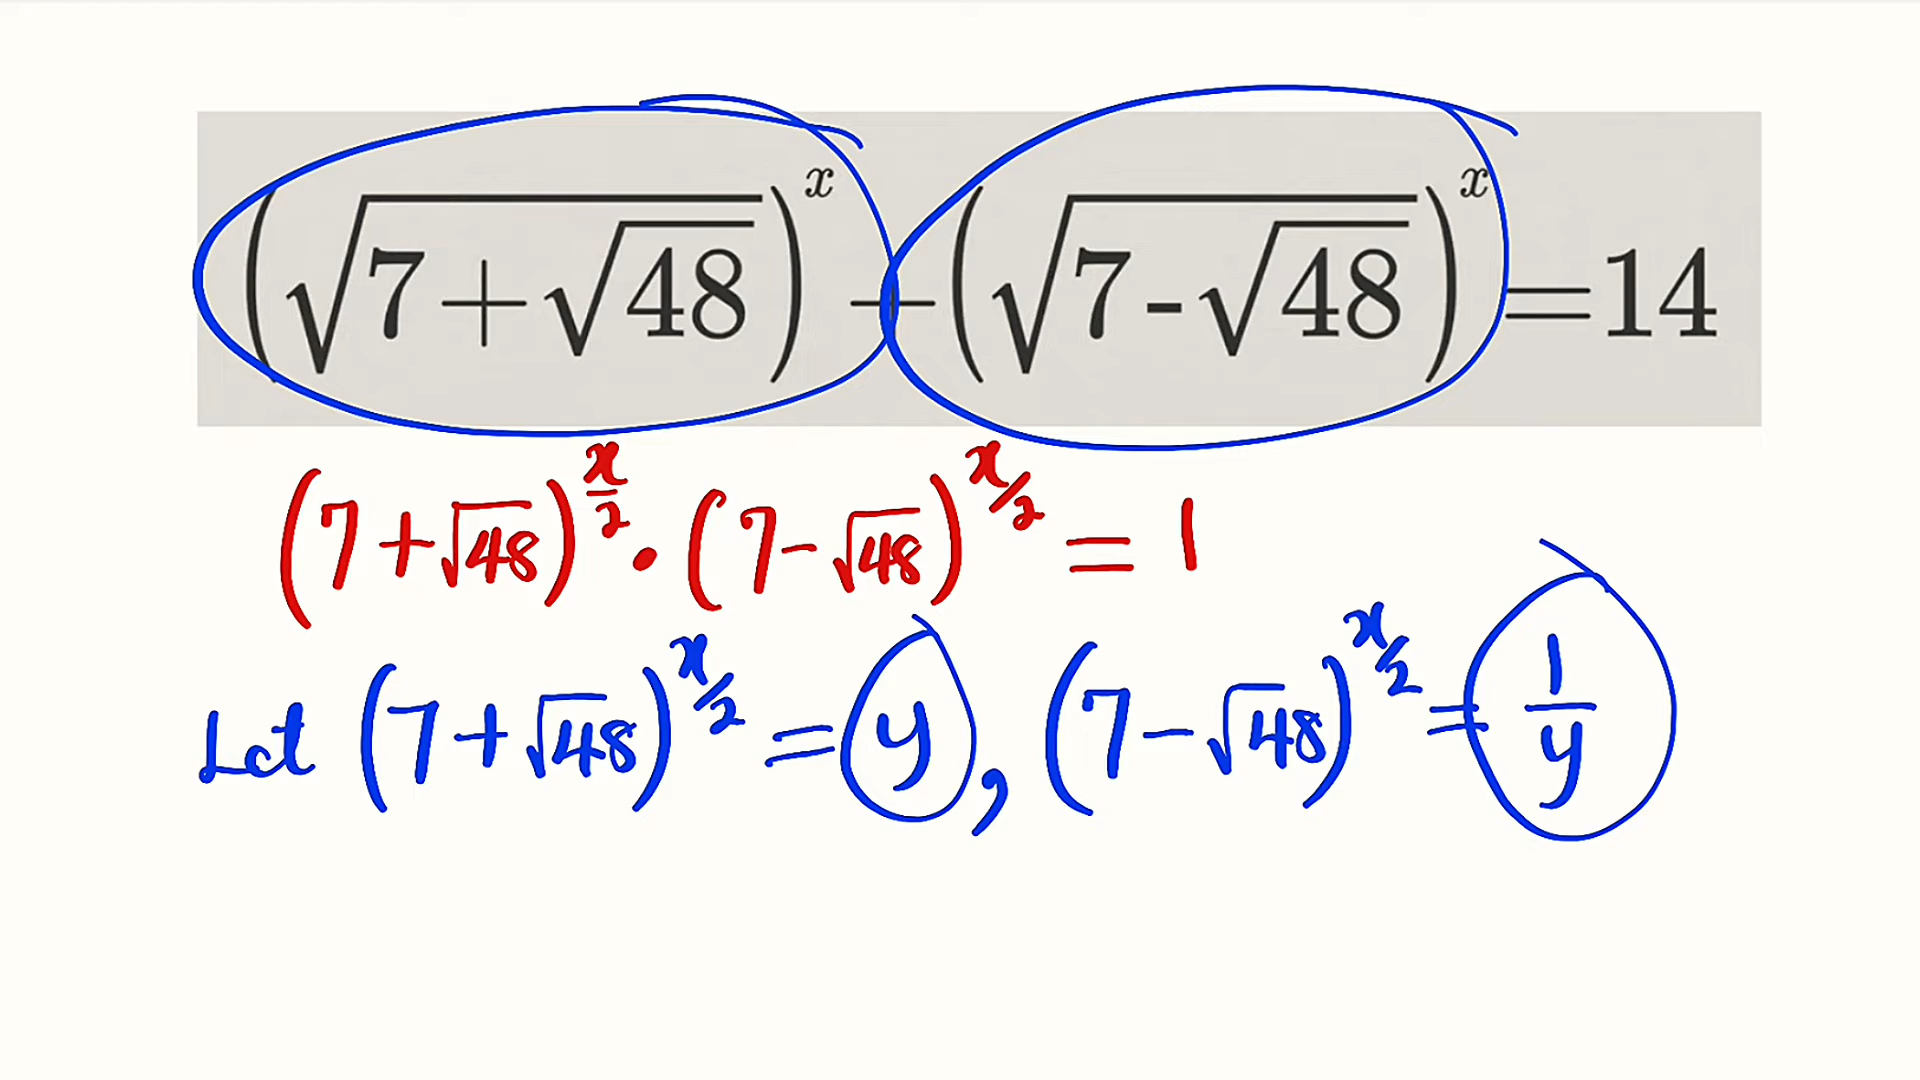 (√(7+√48))^x + (√(7-√48))^x = 14
(7+√48)^(x/2) · (7-√48)^(x/2) = 1
Let (7+√48)^(x/2) = y, (7-√48)^(x/2) = 1/y